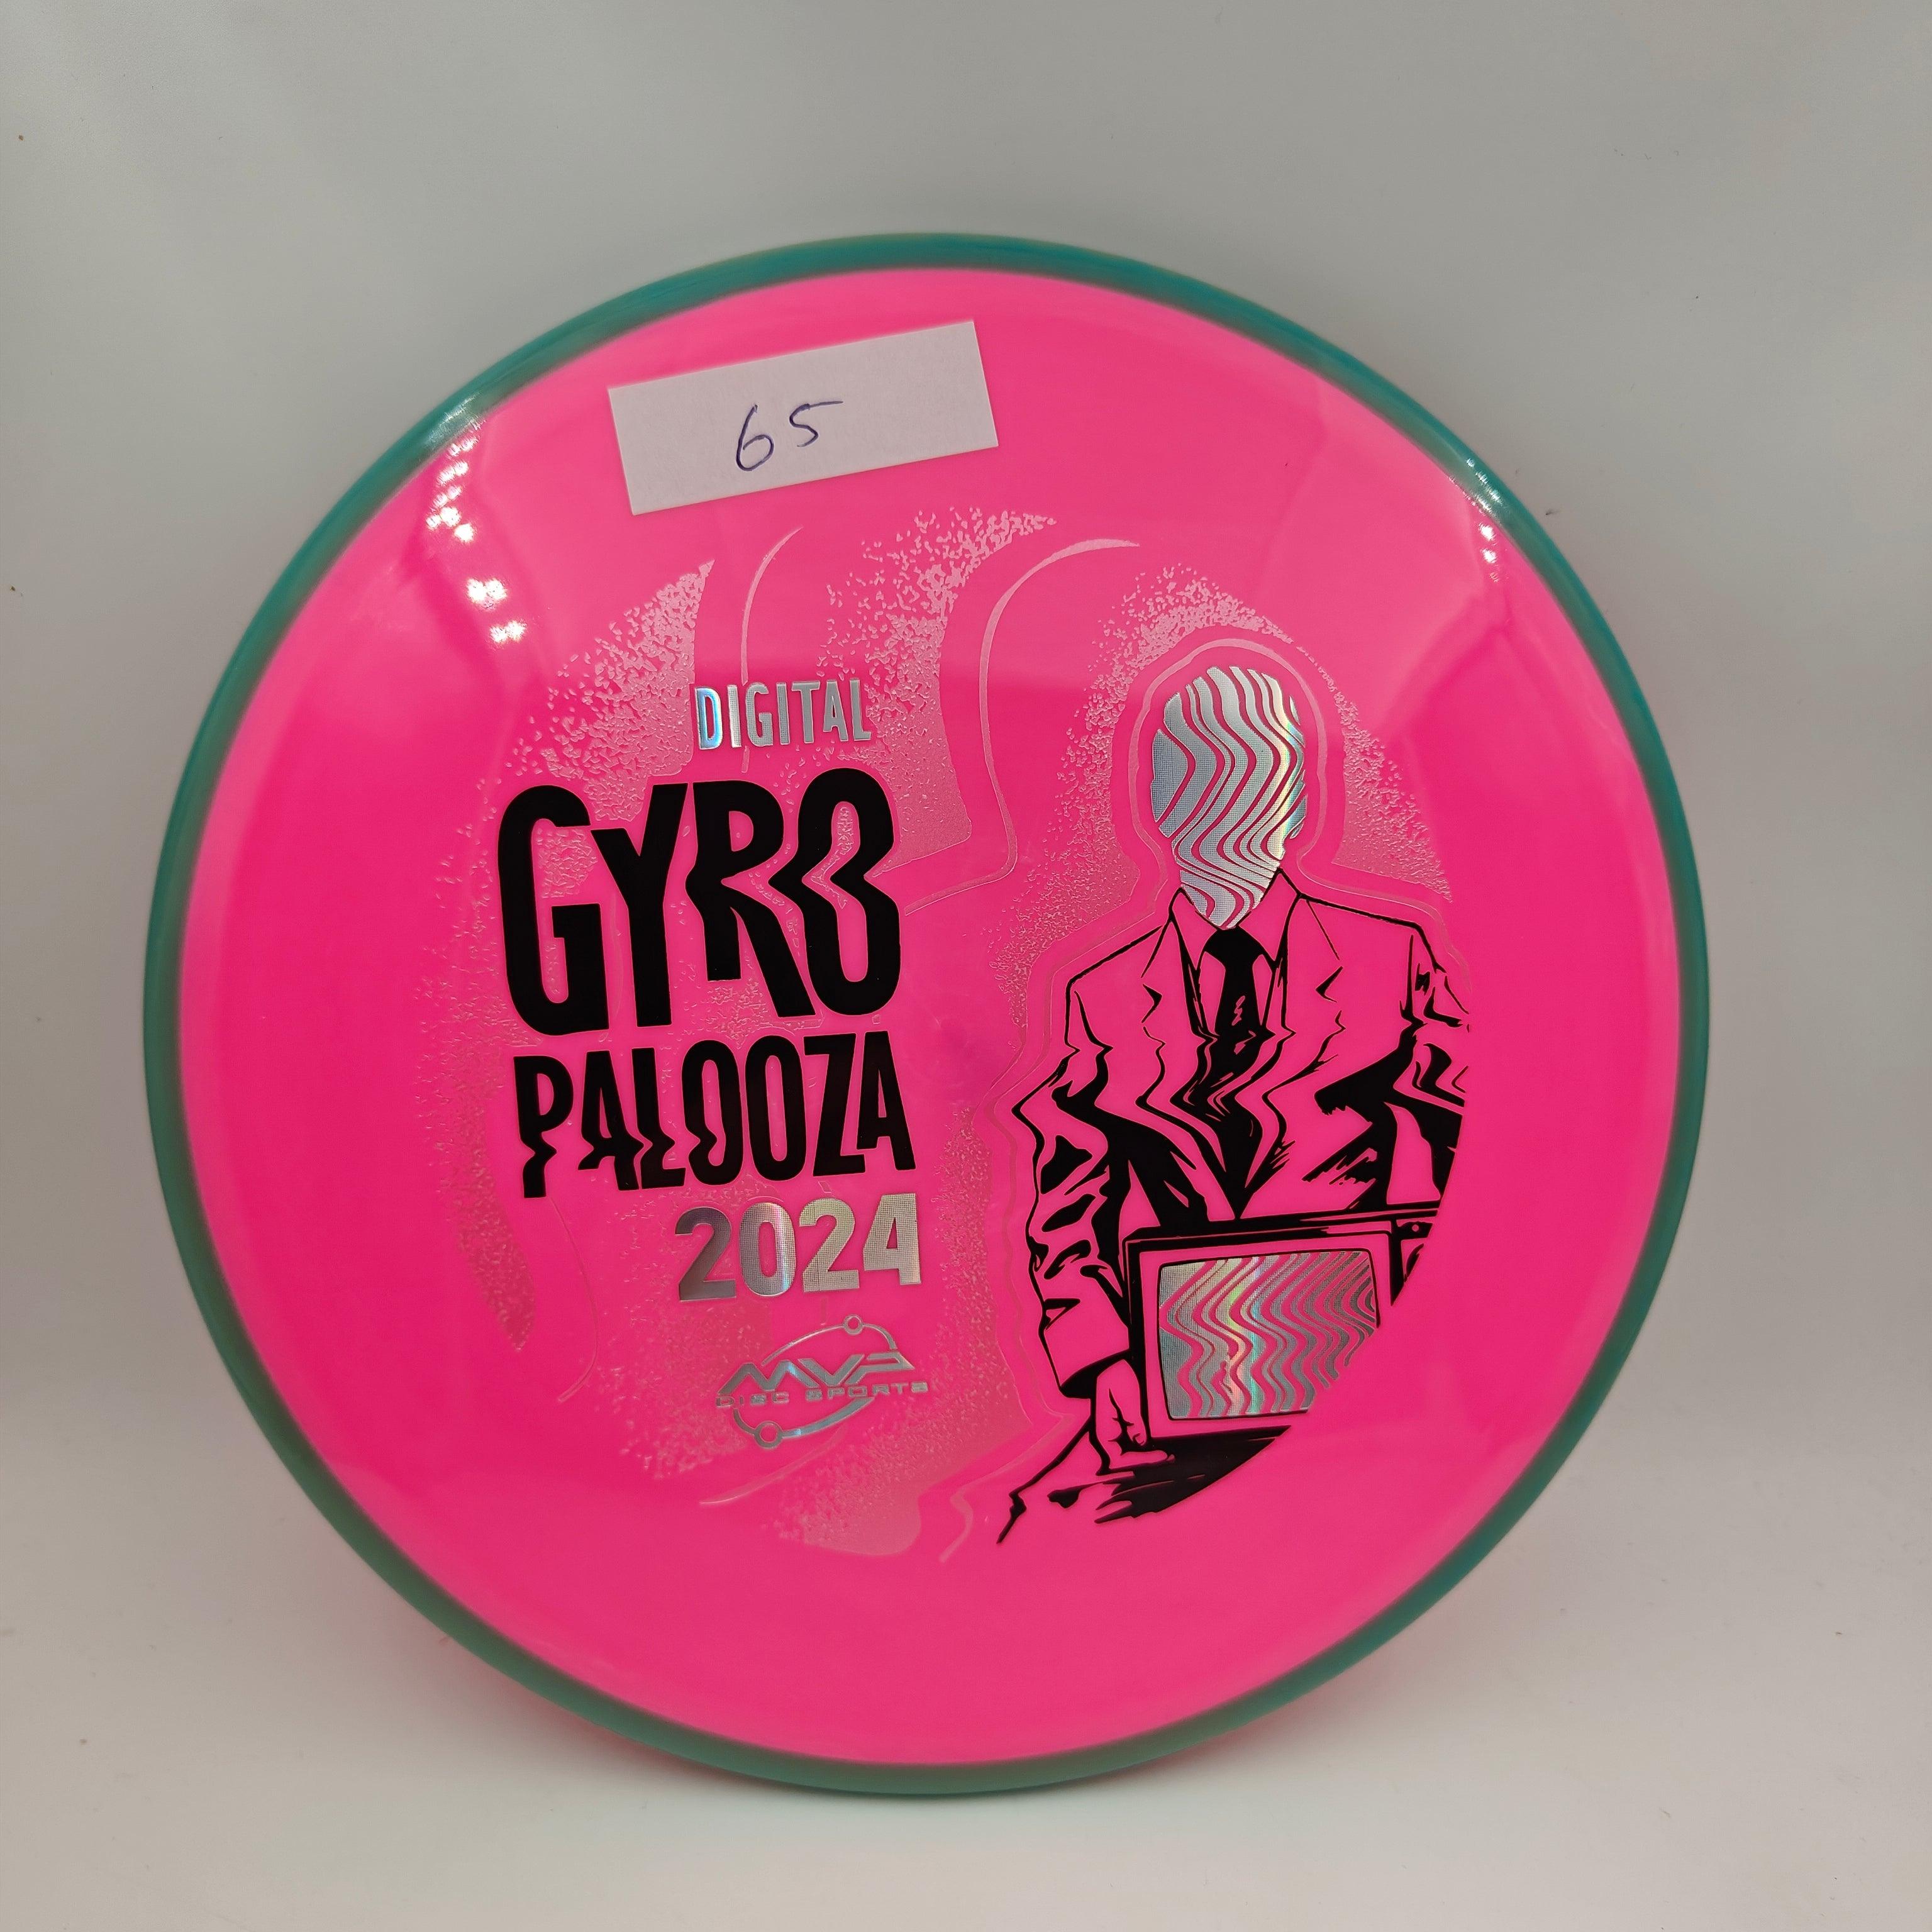 65
DIGITAL
GYRO
PALOOZA
2024
MVP
DISC SPORTS